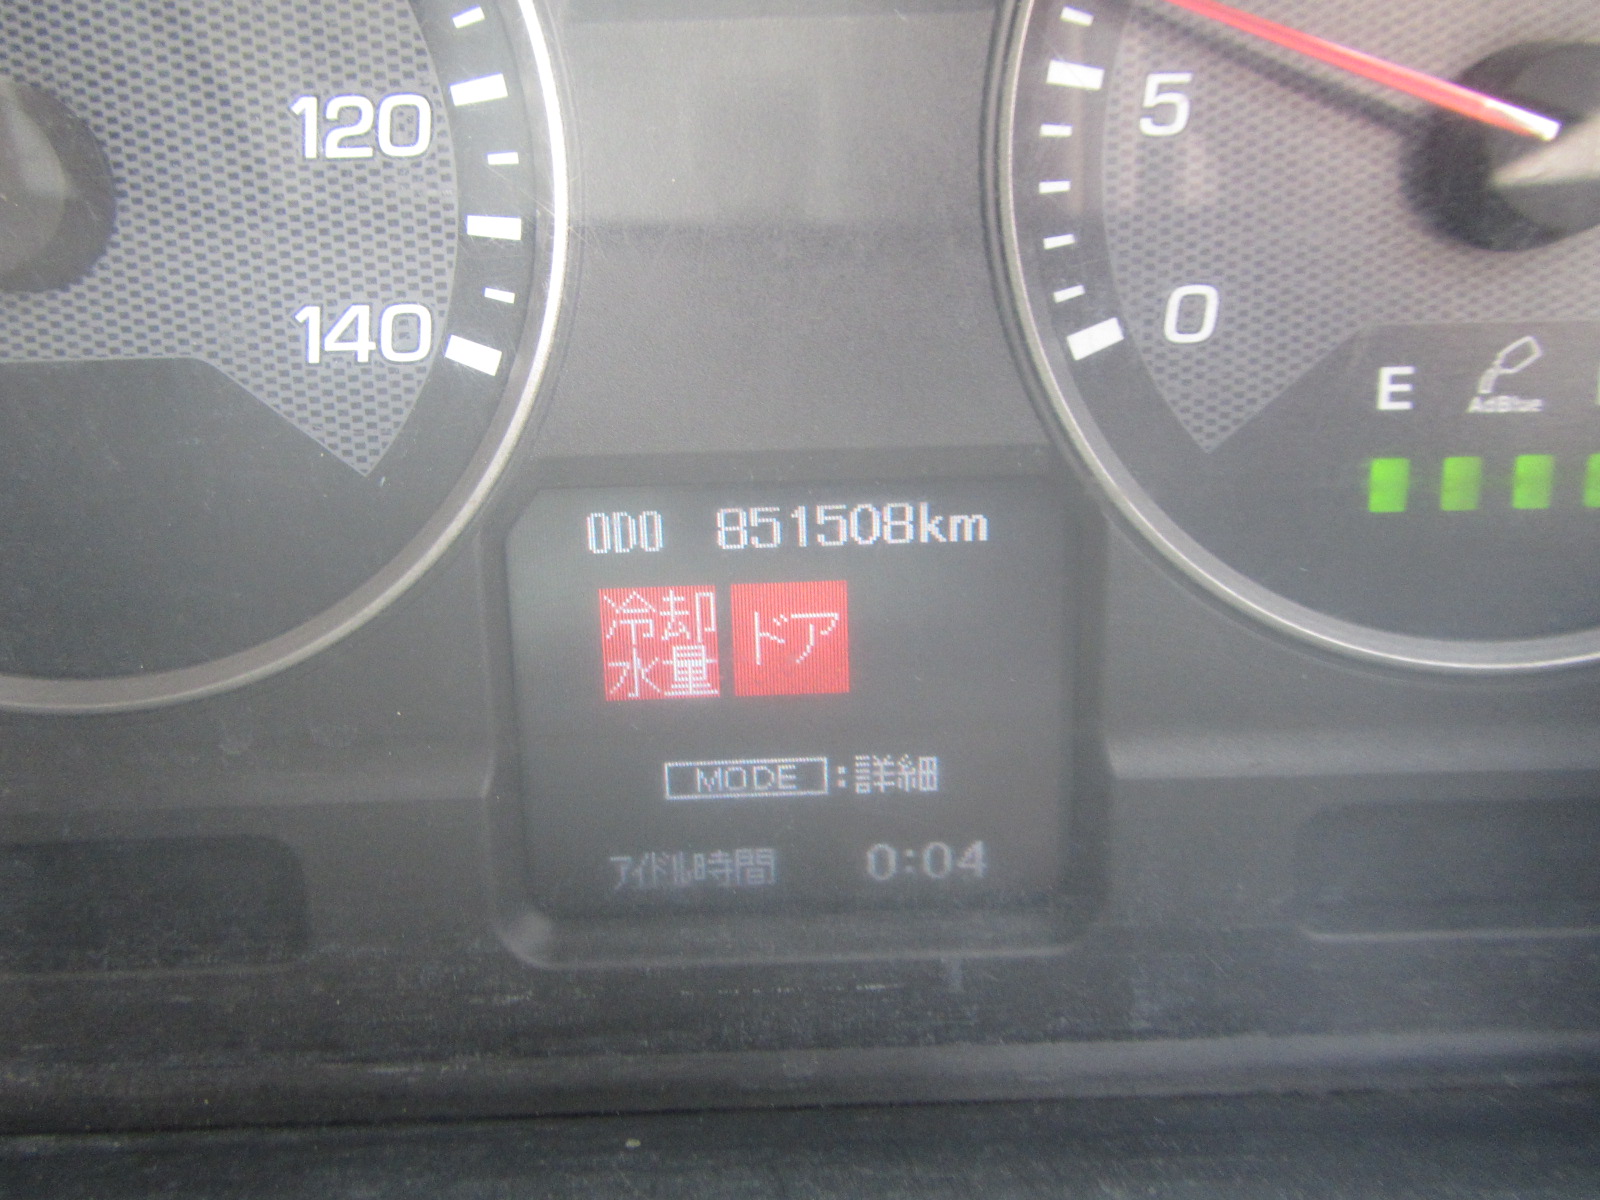 120
140
5
0
E
AdBlue
ODO 851508km
冷却
水量
ドア
MODE :詳細
アイドル時間 0:04